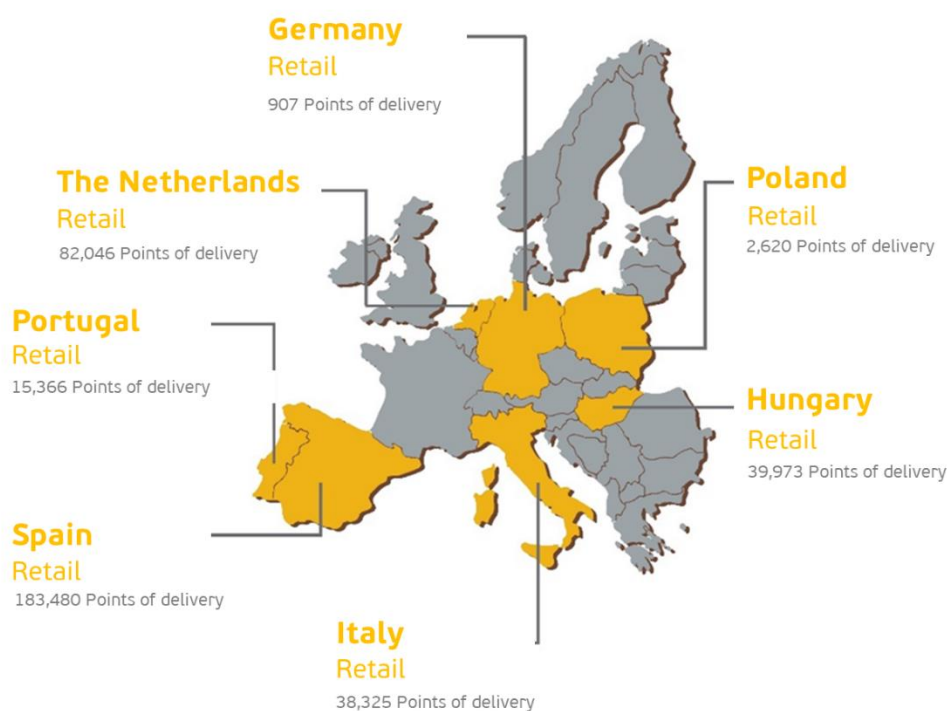 Germany
Retail
907 Points of delivery
The Netherlands
Retail
82,046 Points of delivery
Poland
Retail
2,620 Points of delivery
Portugal
Retail
15,366 Points of delivery
Hungary
Retail
39,973 Points of delivery
Spain
Retail
183,480 Points of delivery
Italy
Retail
38,325 Points of delivery